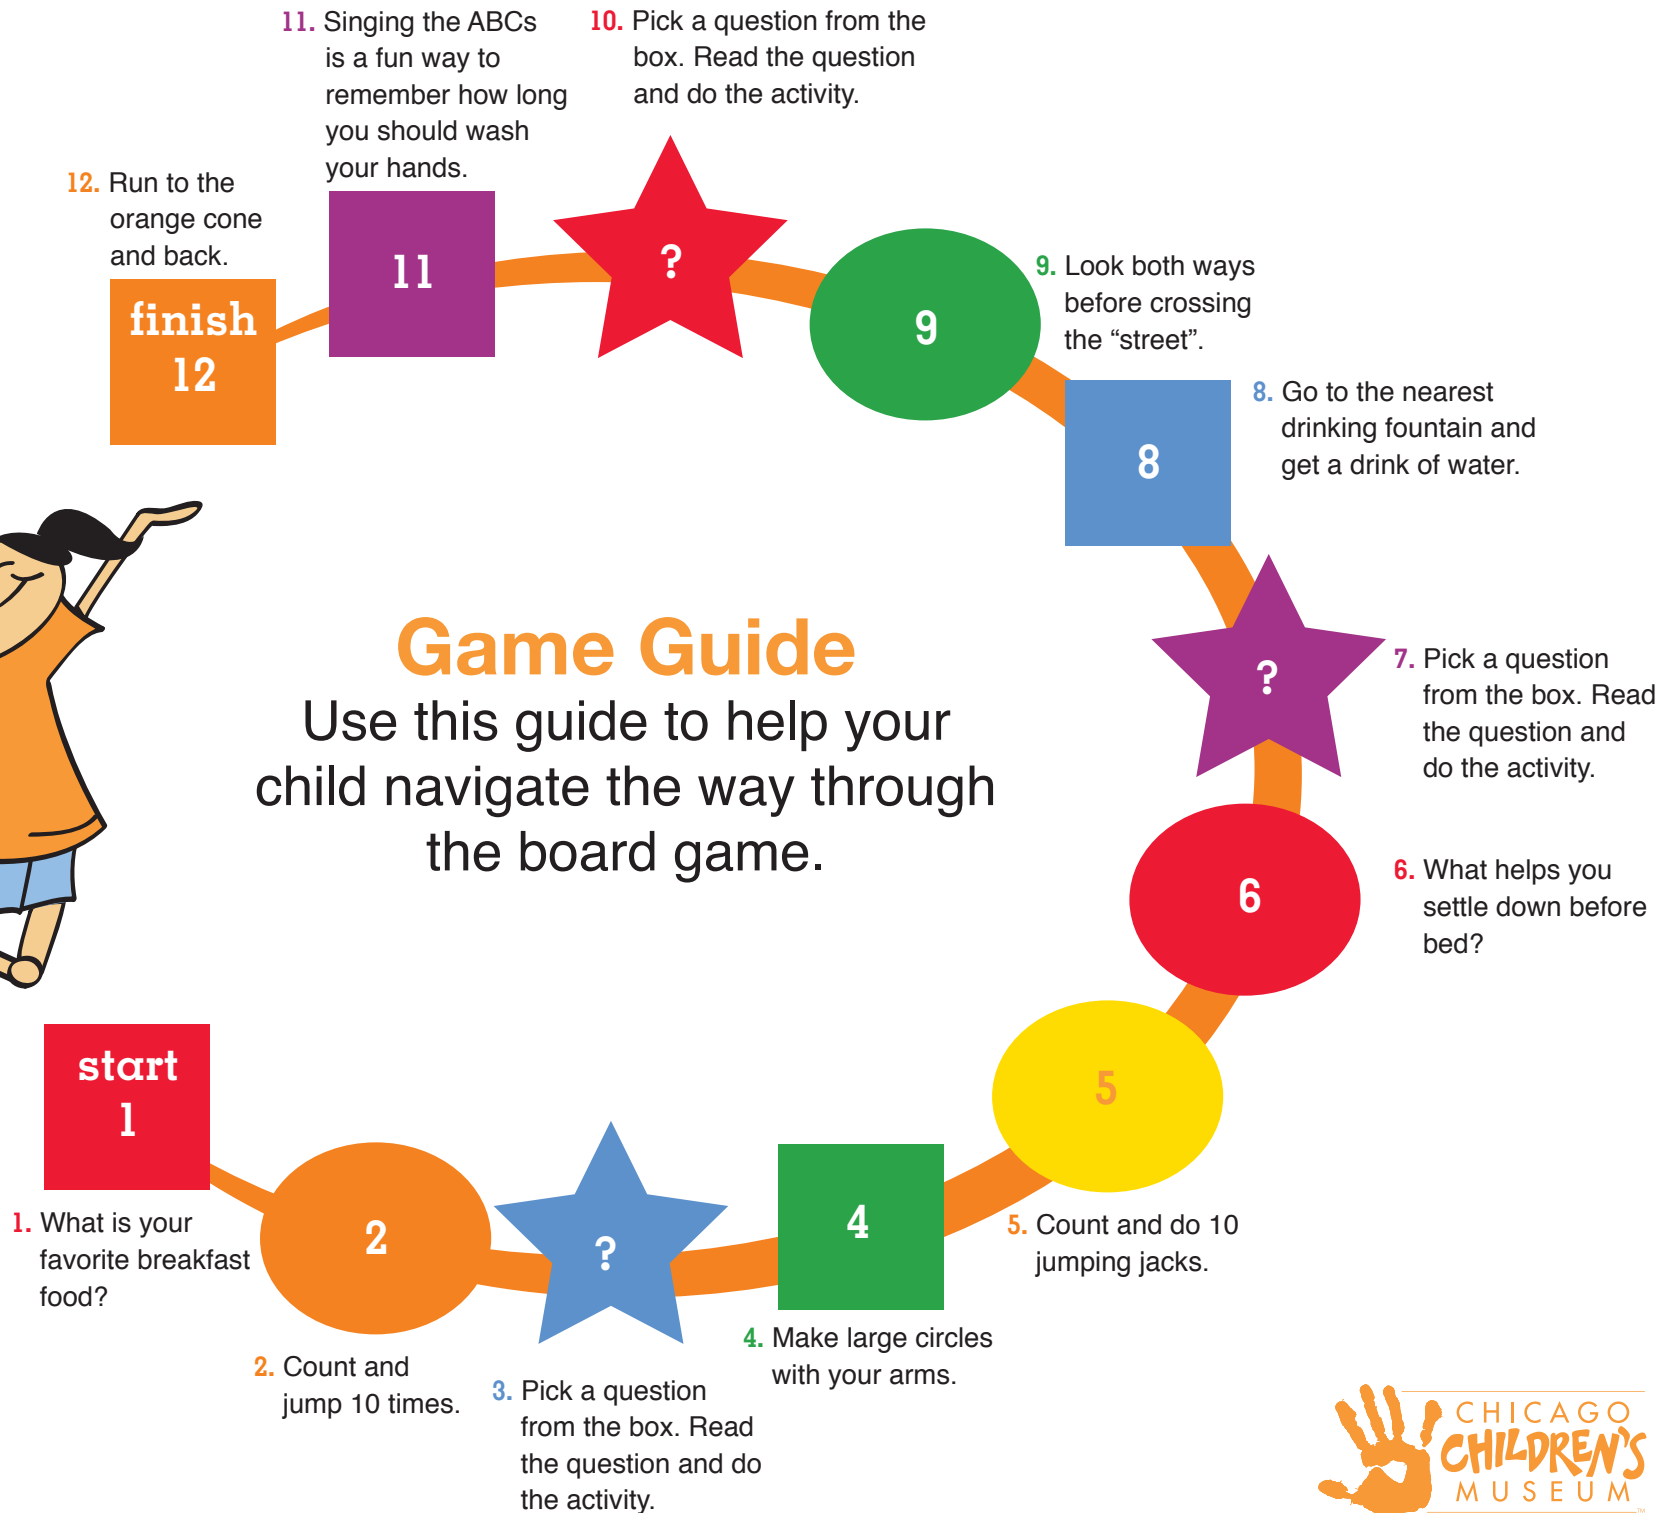 11. Singing the ABCs
is a fun way to
remember how long
you should wash
your hands.
10. Pick a question from the
box. Read the question
and do the activity.
12. Run to the
orange cone
and back.
finish
12
11
?
9
9. Look both ways
before crossing
the “street”.
8
8. Go to the nearest
drinking fountain and
get a drink of water.
Game Guide
Use this guide to help your
child navigate the way through
the board game.
?
7. Pick a question
from the box. Read
the question and
do the activity.
6
6. What helps you
settle down before
bed?
start
1
1. What is your
favorite breakfast
food?
2
2. Count and
jump 10 times.
?
3. Pick a question
from the box. Read
the question and do
the activity.
4
4. Make large circles
with your arms.
5
5. Count and do 10
jumping jacks.
CHICAGO
CHILDREN'S
MUSEUM
TM